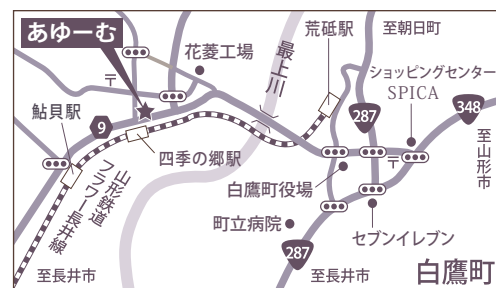 あゆーむ
花菱工場
最上川
荒砥駅
至朝日町
〒
ショッピングセンター
SPICA
鮎貝駅
9
287
348
四季の郷駅
〒
至山形市
山形鉄道
フラワー長井線
白鷹町役場
町立病院
セブンイレブン
287
至長井市
至長井市
白鷹町